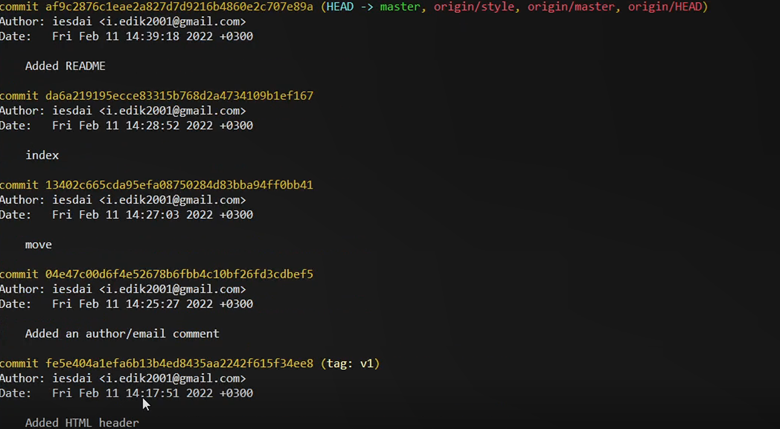 commit af9c2876c1eae2a827d7d9216b4860e2c707e89a (HEAD -> master, origin/style, origin/master, origin/HEAD)
Author: iesdai <i.edik2001@gmail.com>
Date:   Fri Feb 11 14:39:18 2022 +0300
Added README
commit da6a219195ecce83315b768d2a4734109b1ef167
Author: iesdai <i.edik2001@gmail.com>
Date:   Fri Feb 11 14:28:52 2022 +0300
index
commit 13402c665cda95efa08750284d83bba94ff0bb41
Author: iesdai <i.edik2001@gmail.com>
Date:   Fri Feb 11 14:27:03 2022 +0300
move
commit 04e47c00d6f4e52678b6fbb4c10bf26fd3cdbef5
Author: iesdai <i.edik2001@gmail.com>
Date:   Fri Feb 11 14:25:27 2022 +0300
Added an author/email comment
commit fe5e404a1efa6b13b4ed8435aa2242f615f34ee8 (tag: v1)
Author: iesdai <i.edik2001@gmail.com>
Date:   Fri Feb 11 14:17:51 2022 +0300
Added HTML header